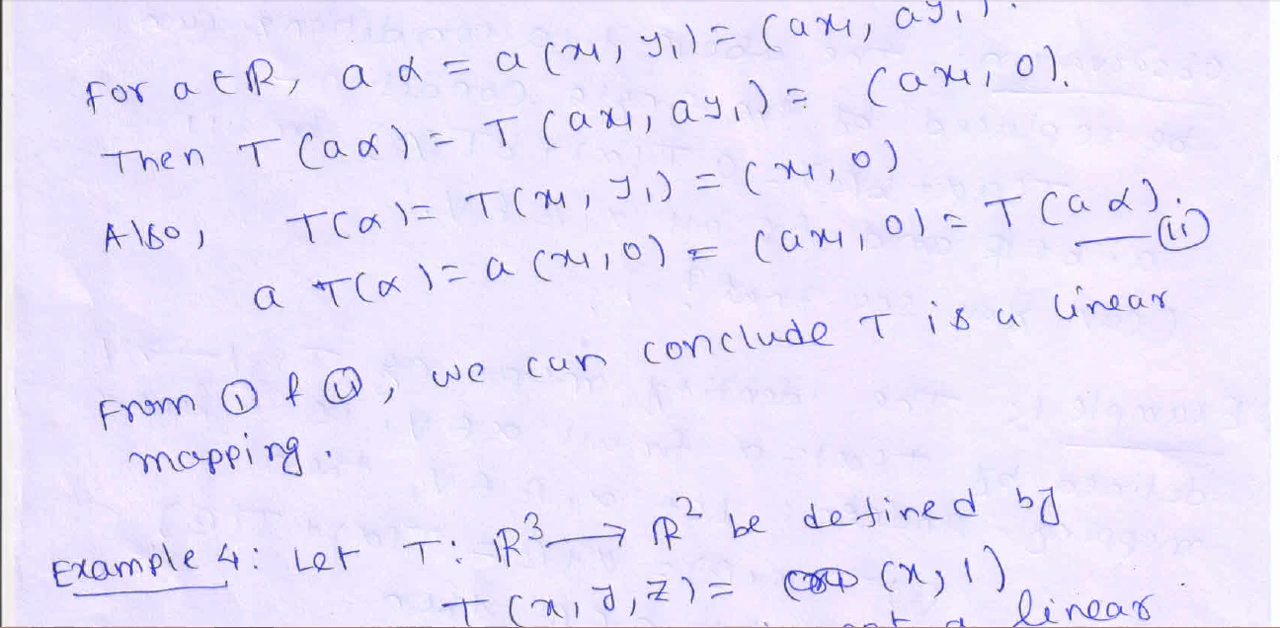 For a ∈ ℝ, a α = a (x₁, y₁) = (ax₁, ay₁).
Then T (aα) = T (ax₁, ay₁) = (ax₁, 0).
Also, T(α) = T(x₁, y₁) = (x₁, 0)
a T(α) = a (x₁, 0) = (ax₁, 0) = T (a α). — (ii)
From (i) & (ii), we can conclude T is a linear
mapping.
Example 4: Let T: ℝ³ → ℝ² be defined by
T (x, y, z) = (x, 1)
not a linear